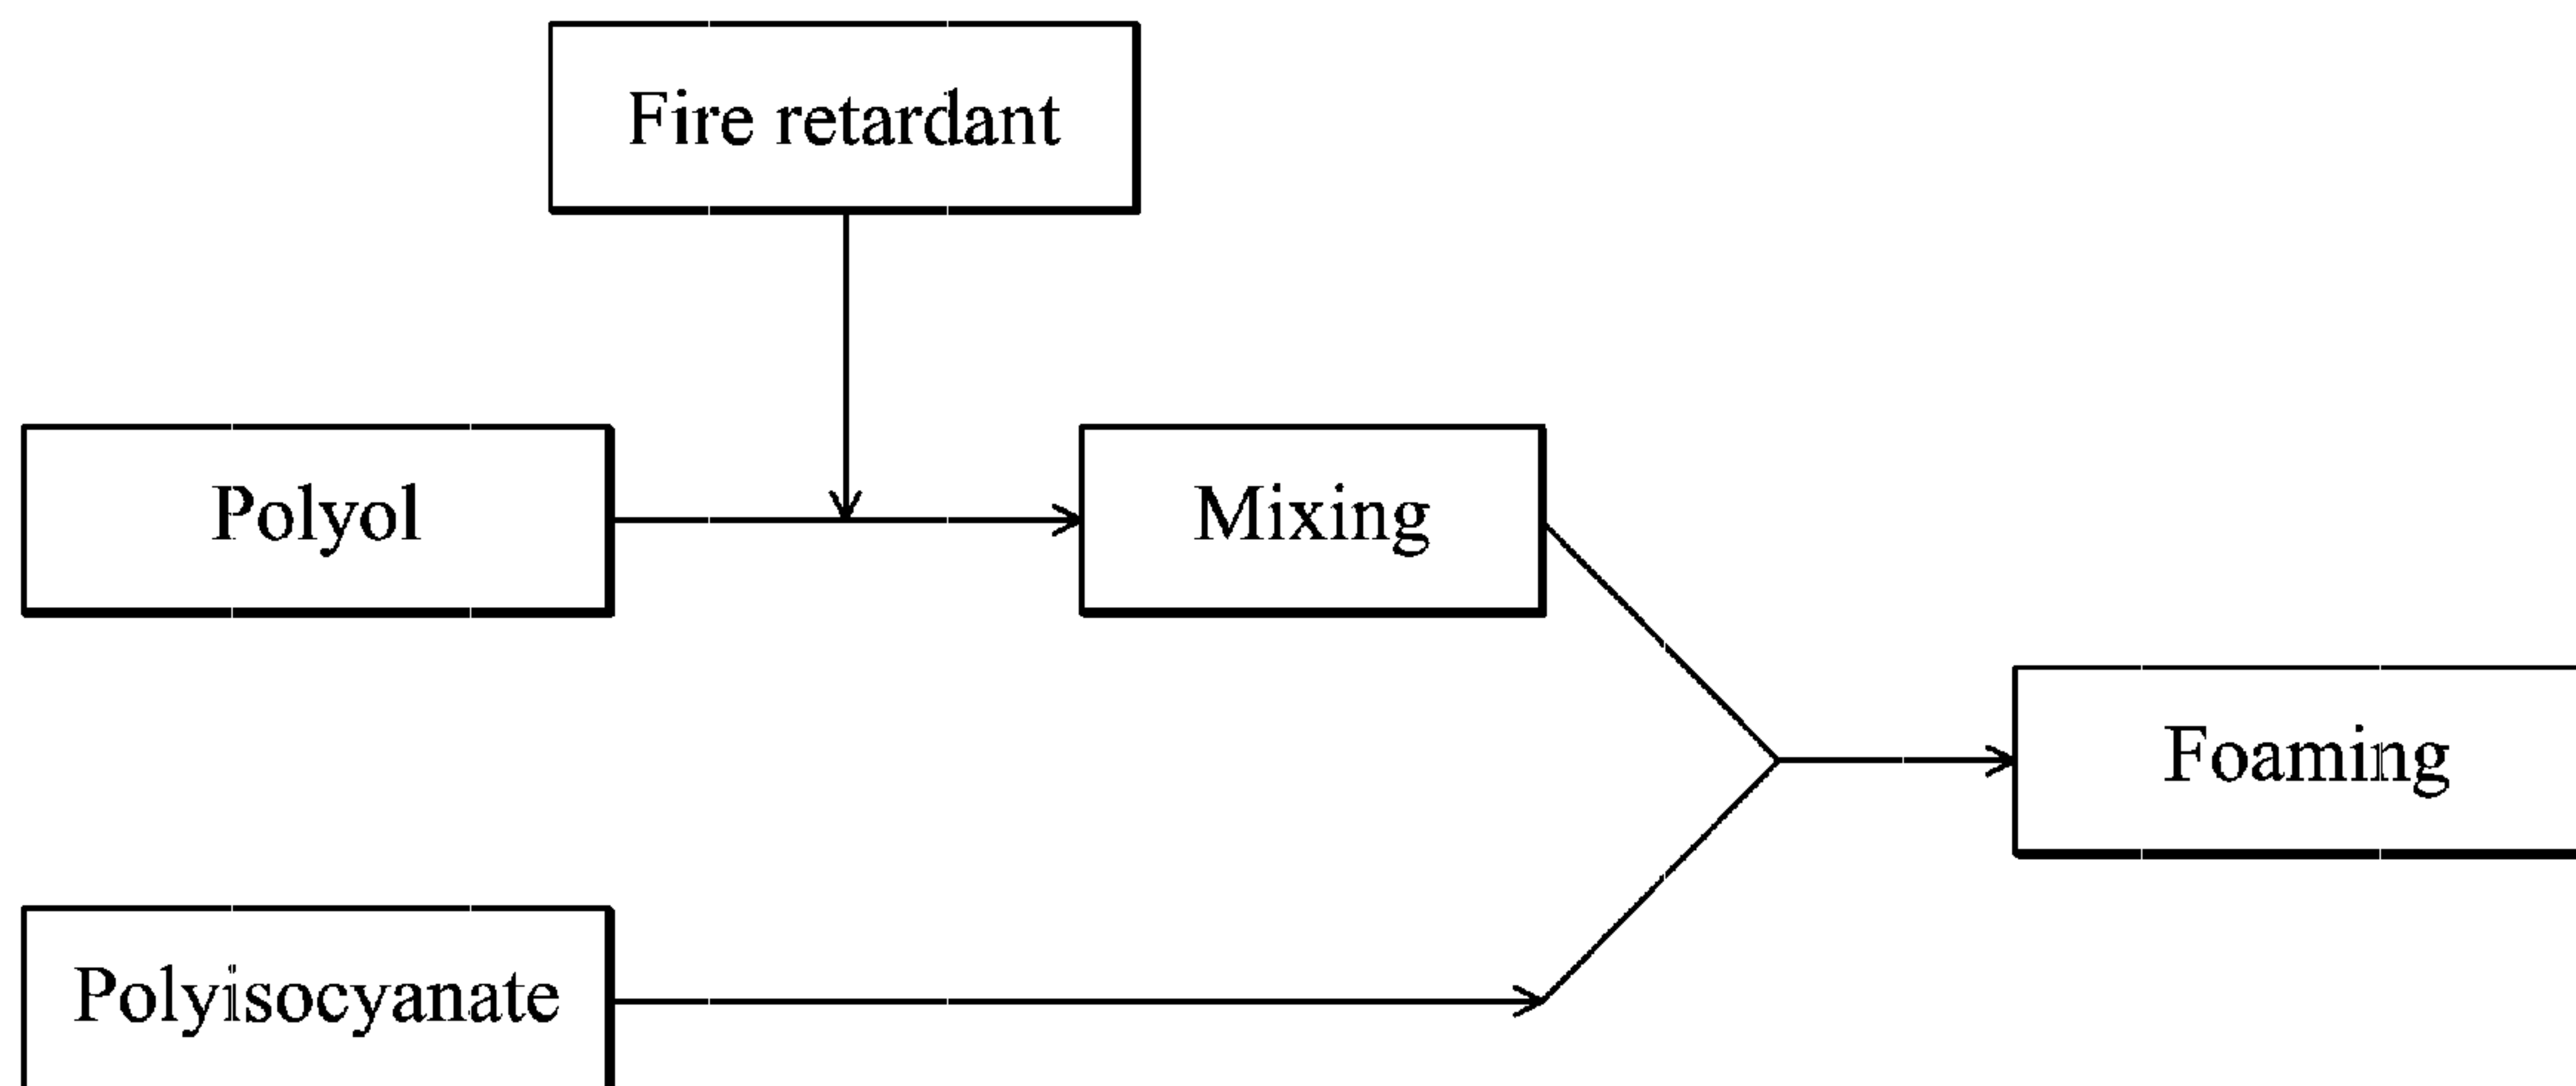 Fire retardant
Polyol
Mixing
Foaming
Polyisocyanate